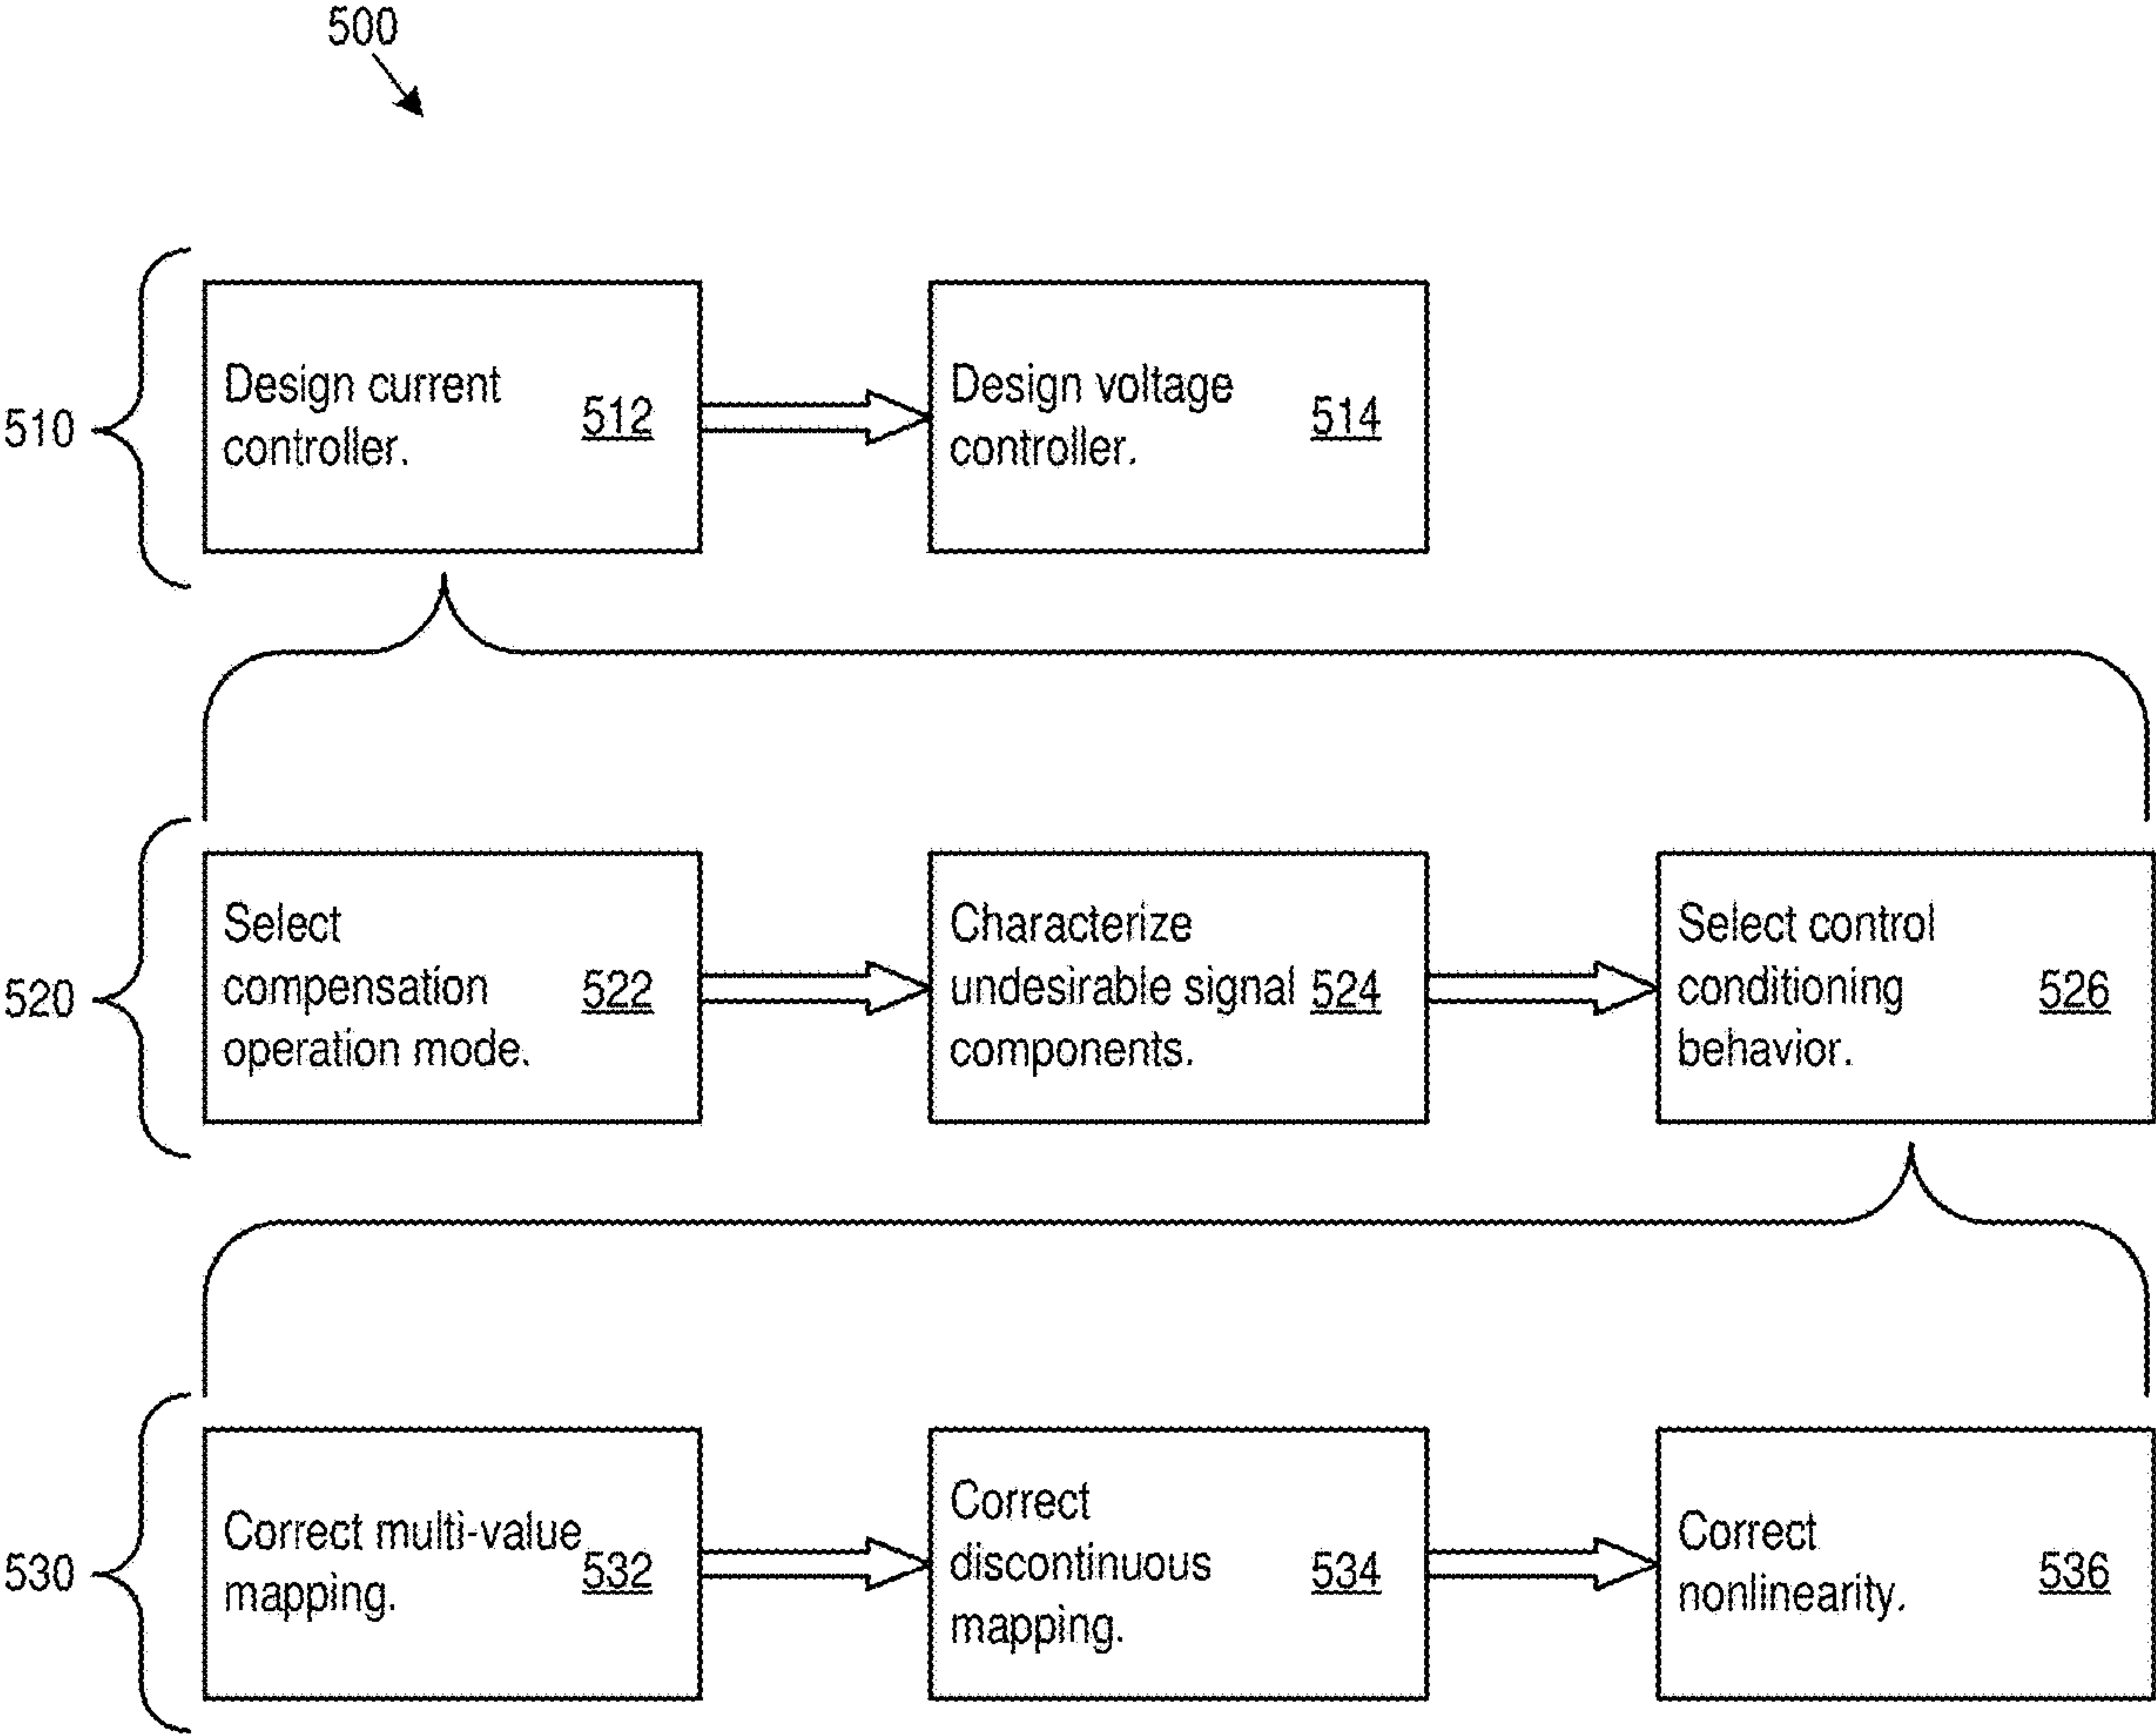 500
510
Design current
controller.
512
Design voltage
controller.
514
520
Select
compensation
operation mode.
522
Characterize
undesirable signal
components.
524
Select control
conditioning
behavior.
526
530
Correct multi-value
mapping.
532
Correct
discontinuous
mapping.
534
Correct
nonlinearity.
536